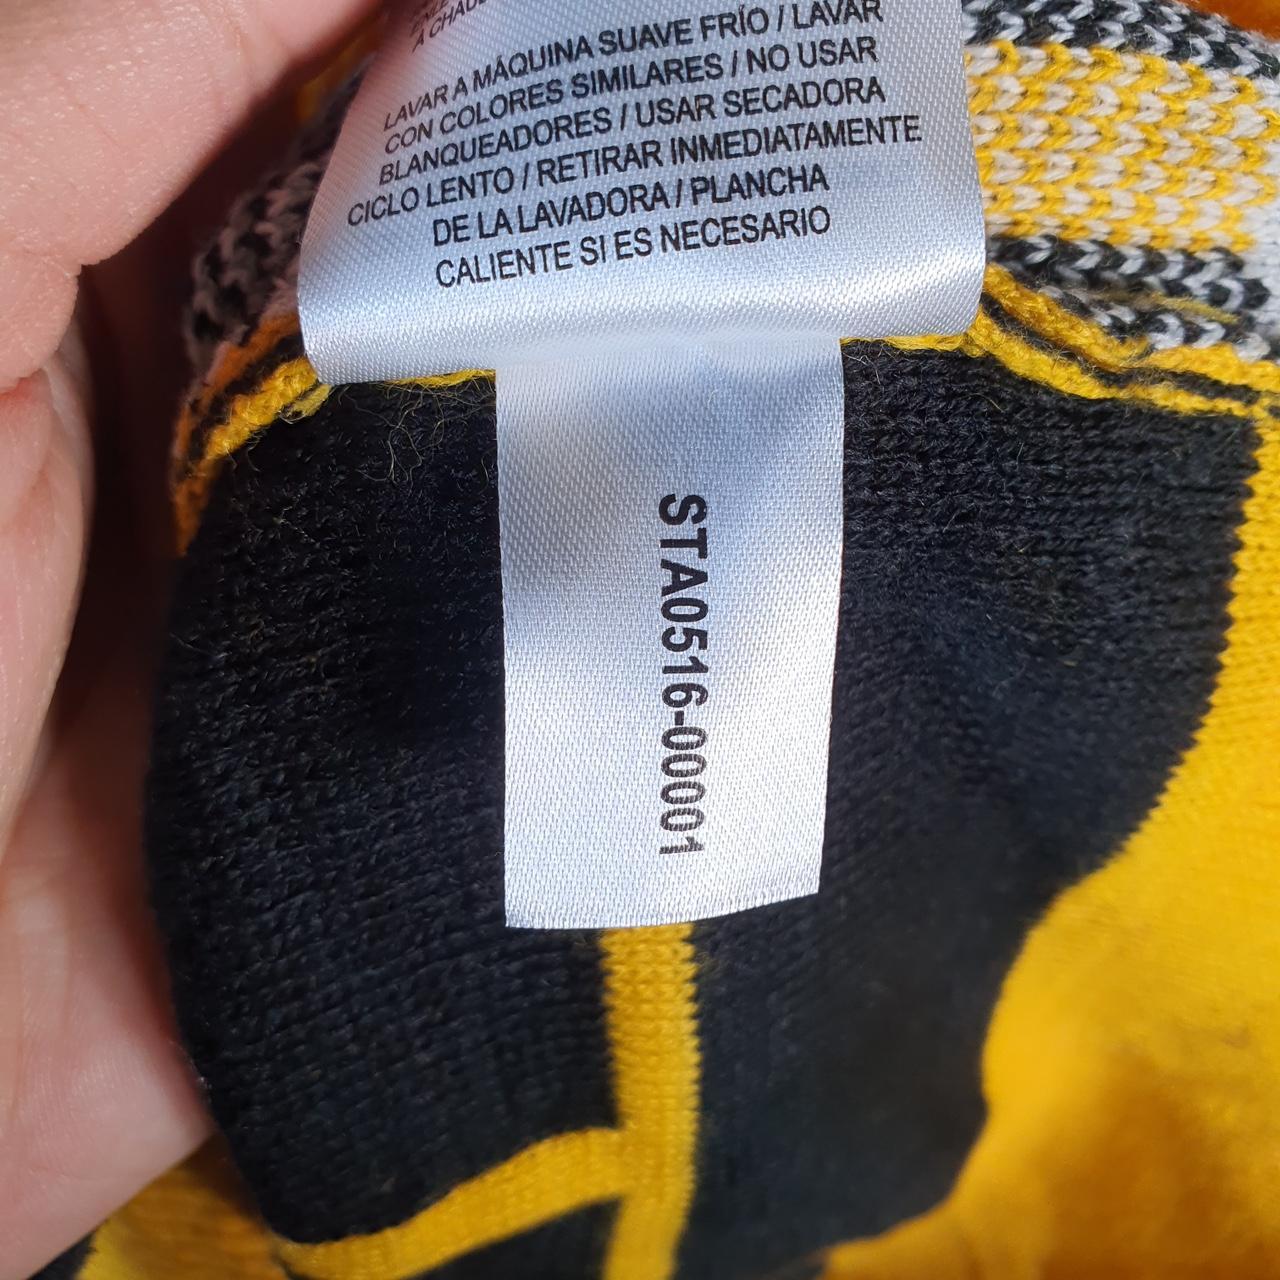 LAVAR A MÁQUINA SUAVE FRÍO / LAVAR
CON COLORES SIMILARES / NO USAR
BLANQUEADORES / USAR SECADORA
CICLO LENTO / RETIRAR INMEDIATAMENTE
DE LA LAVADORA / PLANCHA
CALIENTE SI ES NECESARIO
STA0516-00001